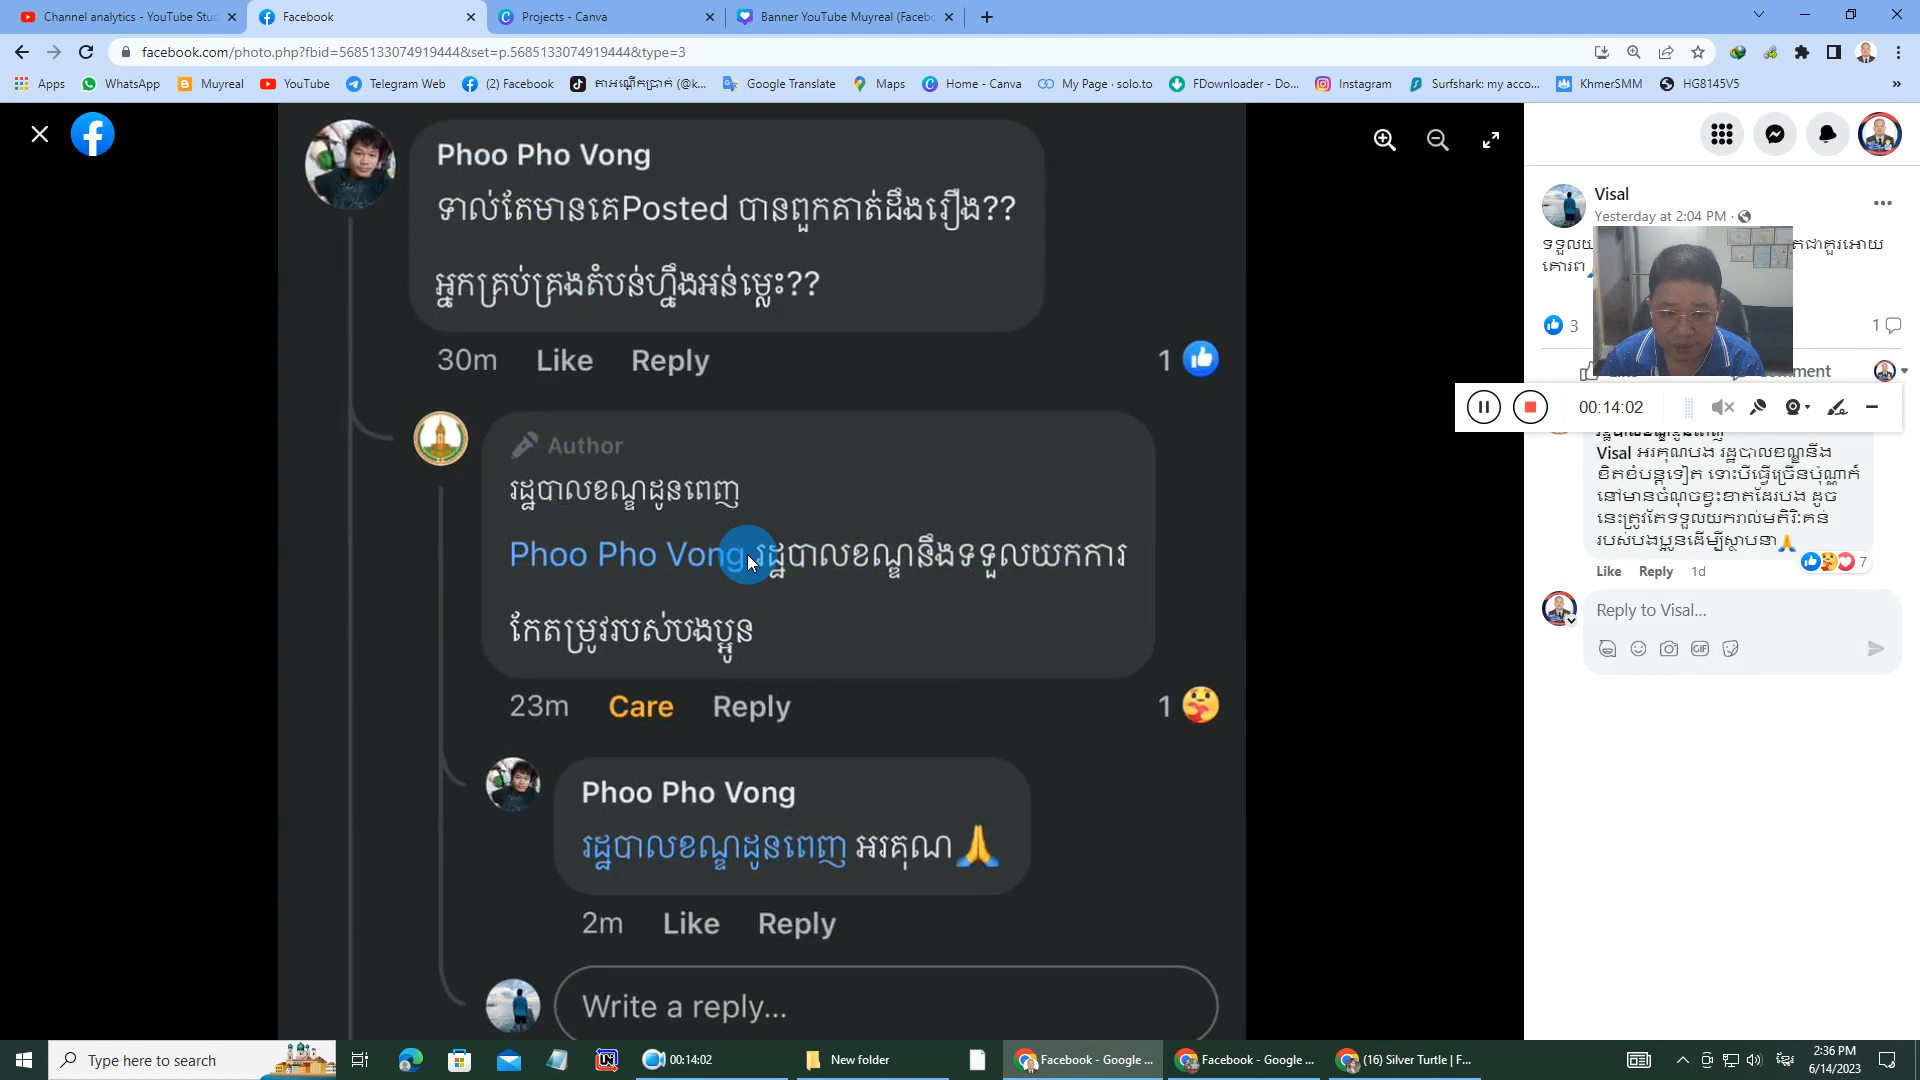 Channel analytics - YouTube Stu
Facebook
Projects - Canva
Banner YouTube Muyreal (Faceb
facebook.com/photo.php?fbid=5685133074919444&set=p.5685133074919444&type=3
Apps
WhatsApp
Muyreal
YouTube
Telegram Web
(2) Facebook
Google Translate
Maps
Home - Canva
My Page · solo.to
FDownloader - Do...
Instagram
Surfshark: my acco...
KhmerSMM
HG8145V5
Phoo Pho Vong
ទាល់តែមានគេPosted បានពួកគាត់ដឹងរឿង??
អ្នកគ្រប់គ្រងតំបន់ហ្នឹងអន់ម្លេះ??
30m Like Reply 1
Author
រដ្ឋបាលខណ្ឌដូនពេញ
Phoo Pho Vong រដ្ឋបាលខណ្ឌនឹងទទួលយកការ
កែតម្រូវរបស់បងប្អូន
23m Care Reply 1
Phoo Pho Vong
រដ្ឋបាលខណ្ឌដូនពេញ អរគុណ🙏
2m Like Reply
Write a reply...
Visal
Yesterday at 2:04 PM ·
គោរព
3
1
00:14:02
Visal អរគុណបង រដ្ឋបាលខណ្ឌនឹង
ខិតខំបន្តទៀត ទោះបីធ្វើច្រើនប៉ុណ្ណាក៍
នៅមានចំណុចខ្វះខាតដែរបង ដូច
នេះត្រូវតែទទួលយករាល់មតិរិៈគន់
របស់បងប្អូនដើម្បីស្ថាបនា🙏
7
Like Reply 1d
Reply to Visal...
GIF
Type here to search
00:14:02
New folder
Facebook - Google ...
Facebook - Google ...
(16) Silver Turtle | F...
2:36 PM
6/14/2023